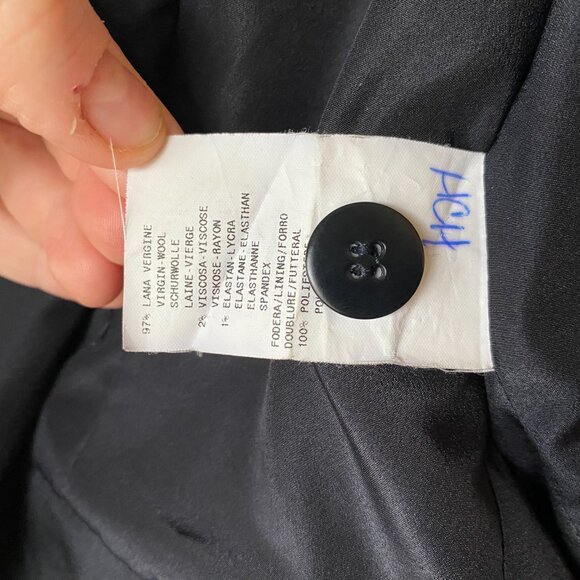 97% LANA VERGINE
VIRGIN-WOOL
SCHURWOLLE
LAINE-VIERGE
2% VISCOSA-VISCOSE
VISKOSE-RAYON
1% ELASTAN-LYCRA
ELASTANE-ELASTHAN
ELASTHANNE
SPANDEX
FODERA/LINING/FORRO
DOUBLURE/FUTTERAL
100%